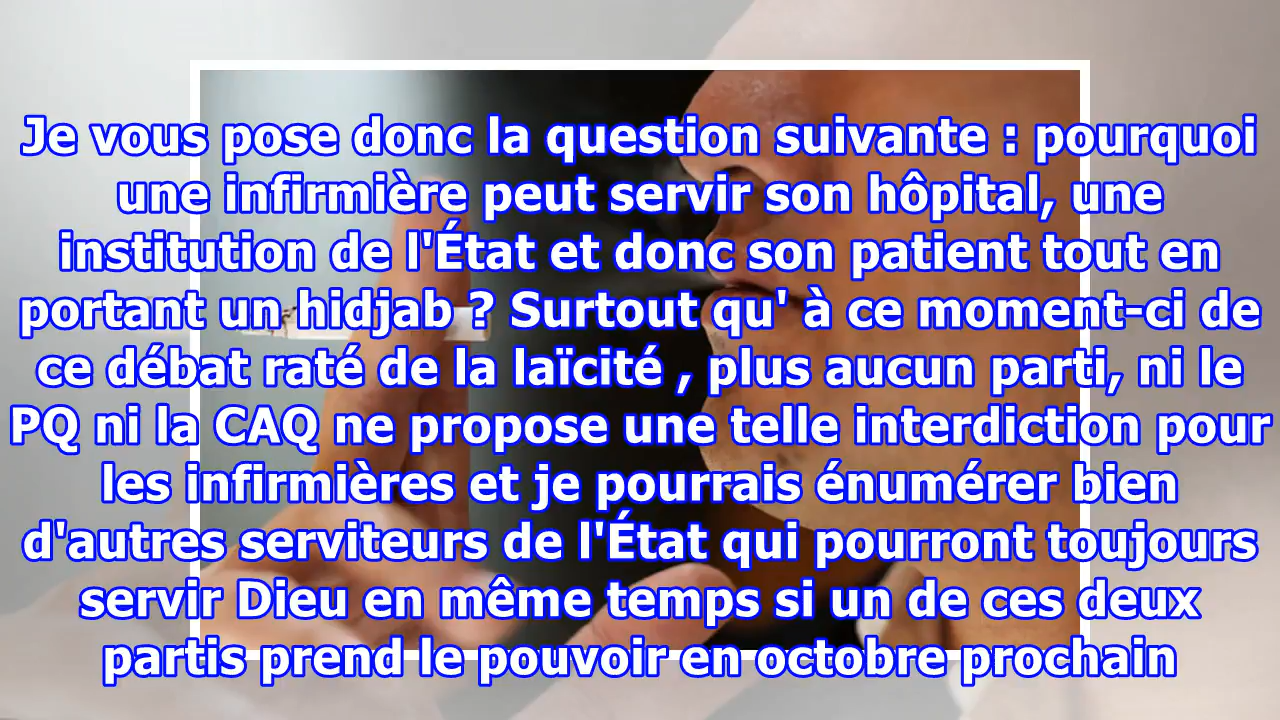 Je vous pose donc la question suivante : pourquoi
une infirmière peut servir son hôpital, une
institution de l'État et donc son patient tout en
portant un hidjab ? Surtout qu' à ce moment-ci de
ce débat raté de la laïcité , plus aucun parti, ni le
PQ ni la CAQ ne propose une telle interdiction pour
les infirmières et je pourrais énumérer bien
d'autres serviteurs de l'État qui pourront toujours
servir Dieu en même temps si un de ces deux
partis prend le pouvoir en octobre prochain